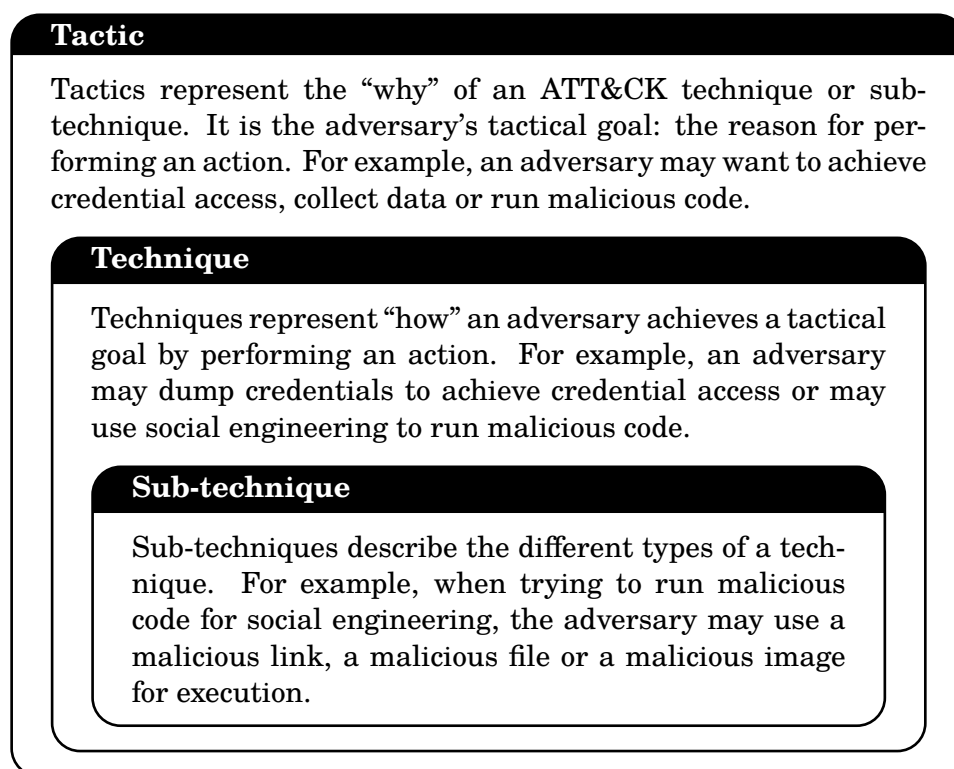 Tactic
Tactics represent the “why” of an ATT&CK technique or sub-
technique. It is the adversary’s tactical goal: the reason for per-
forming an action. For example, an adversary may want to achieve
credential access, collect data or run malicious code.
Technique
Techniques represent “how” an adversary achieves a tactical
goal by performing an action. For example, an adversary
may dump credentials to achieve credential access or may
use social engineering to run malicious code.
Sub-technique
Sub-techniques describe the different types of a tech-
nique. For example, when trying to run malicious
code for social engineering, the adversary may use a
malicious link, a malicious file or a malicious image
for execution.